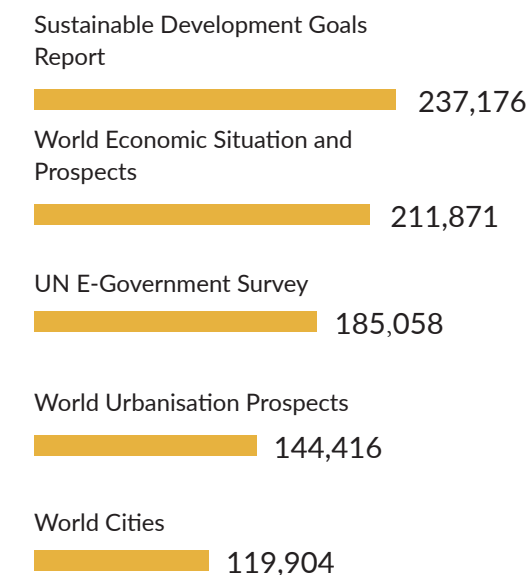 Sustainable Development Goals
Report
237,176
World Economic Situation and
Prospects
211,871
UN E-Government Survey
185,058
World Urbanisation Prospects
144,416
World Cities
119,904